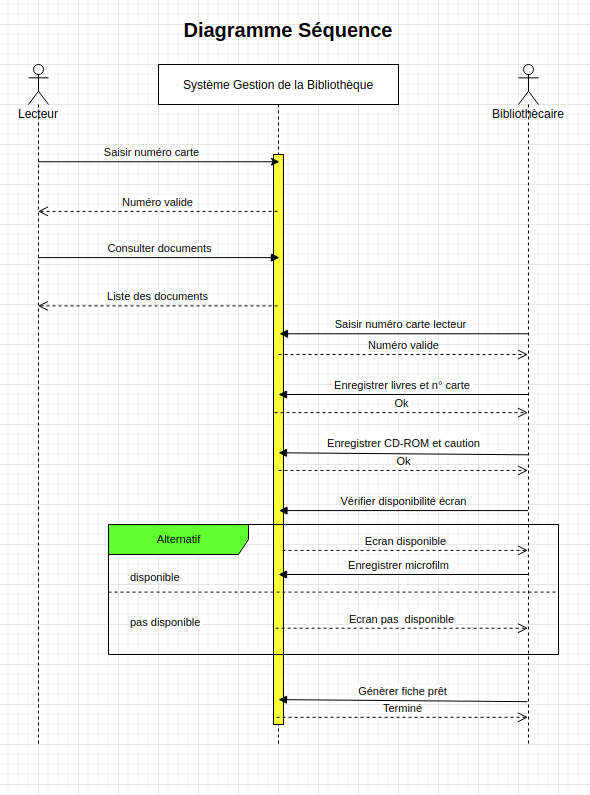 Diagramme Séquence
Système Gestion de la Bibliothèque
Lecteur
Bibliothècaire
Saisir numéro carte
Numéro valide
Consulter documents
Liste des documents
Saisir numéro carte lecteur
Numéro valide
Enregistrer livres et n° carte
Ok
Enregistrer CD-ROM et caution
Ok
Vérifier disponibilité écran
Alternatif
Ecran disponible
Enregistrer microfilm
disponible
pas disponible
Ecran pas disponible
Génèrer fiche prêt
Terminé